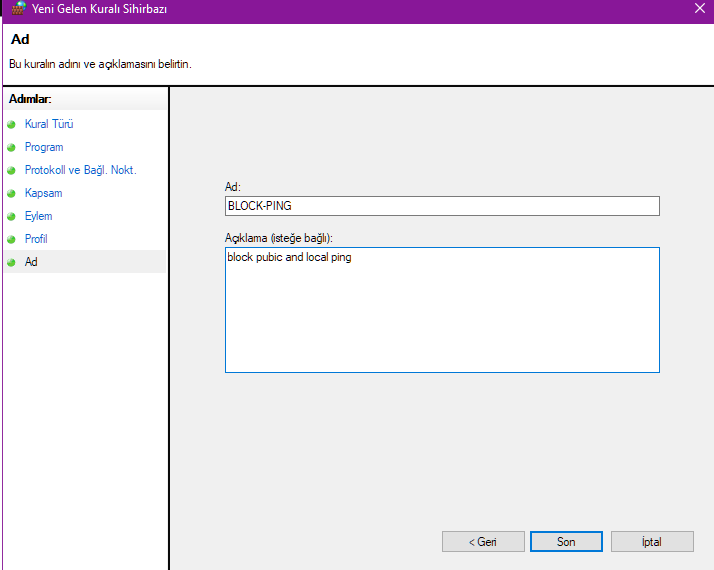 Yeni Gelen Kuralı Sihirbazı
Ad
Bu kuralın adını ve açıklamasını belirtin.
Adımlar:
Kural Türü
Program
Protokoll ve Bağl. Nokt.
Kapsam
Eylem
Profil
Ad
Ad:
BLOCK-PING
Açıklama (isteğe bağlı):
block pubic and local ping
< Geri
Son
İptal